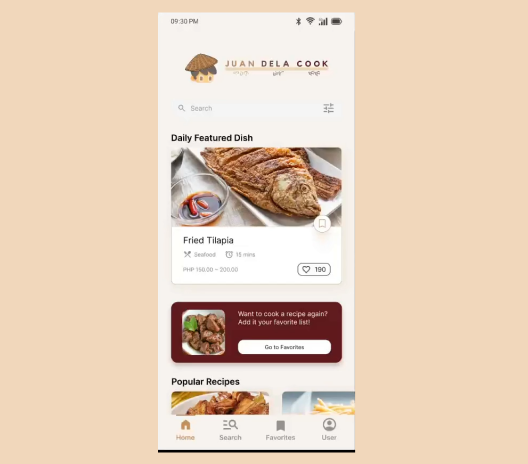 09:30 PM
JUAN DELA COOK
Search
Daily Featured Dish
Fried Tilapia
Seafood 15 mins
PHP 150.00 – 200.00
190
Want to cook a recipe again?
Add it your favorite list!
Go to Favorites
Popular Recipes
Home Search Favorites User